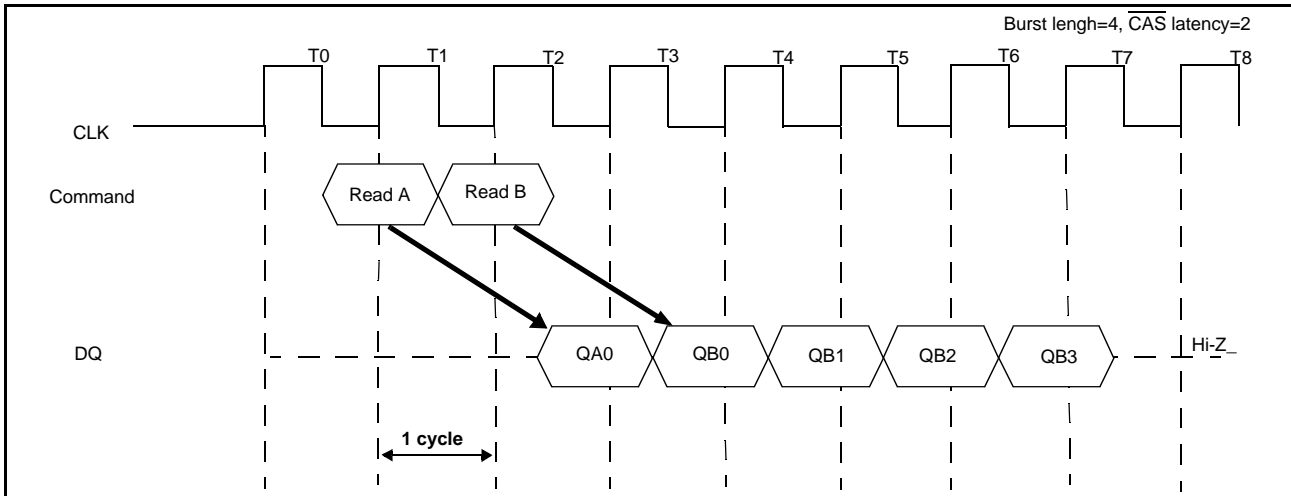 Burst lengh=4, CAS latency=2
T0 T1 T2 T3 T4 T5 T6 T7 T8
CLK
Command Read A Read B
DQ QA0 QB0 QB1 QB2 QB3 Hi-Z_
1 cycle